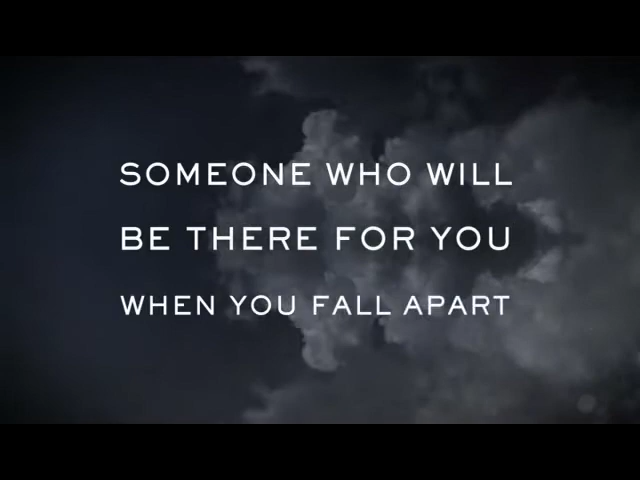 SOMEONE WHO WILL
BE THERE FOR YOU
WHEN YOU FALL APART